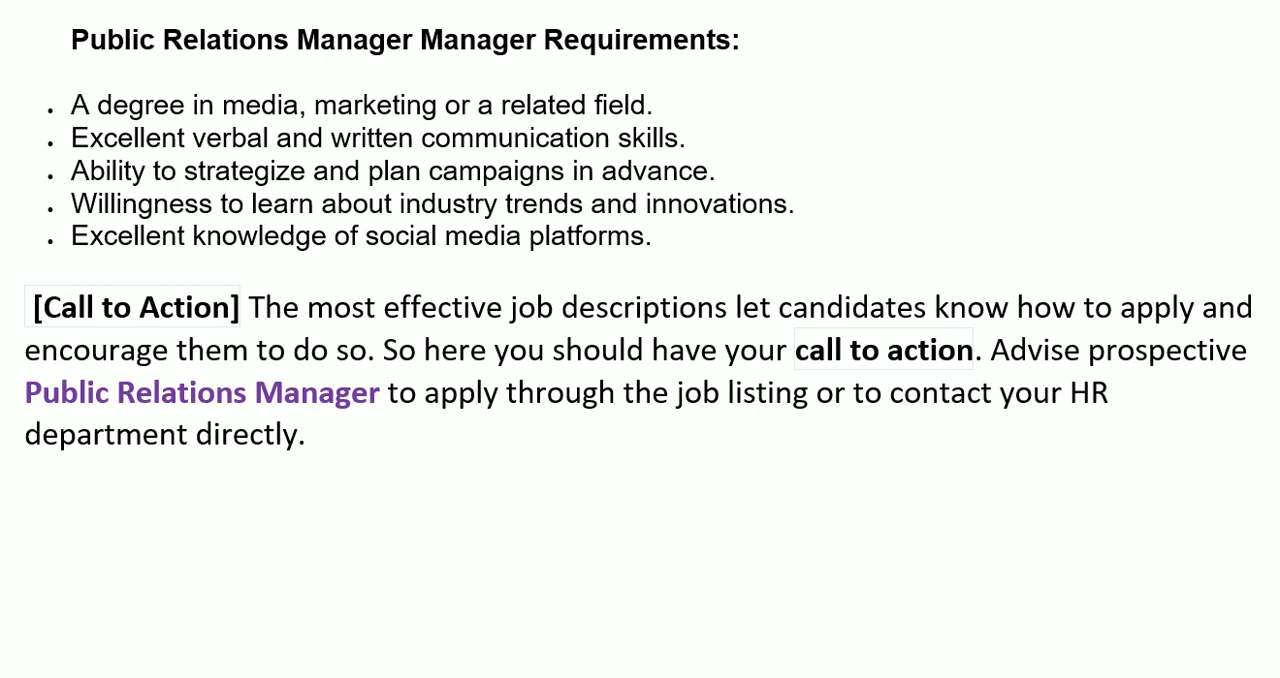 Public Relations Manager Manager Requirements:
• A degree in media, marketing or a related field.
• Excellent verbal and written communication skills.
• Ability to strategize and plan campaigns in advance.
• Willingness to learn about industry trends and innovations.
• Excellent knowledge of social media platforms.
[Call to Action] The most effective job descriptions let candidates know how to apply and
encourage them to do so. So here you should have your call to action. Advise prospective
Public Relations Manager to apply through the job listing or to contact your HR
department directly.